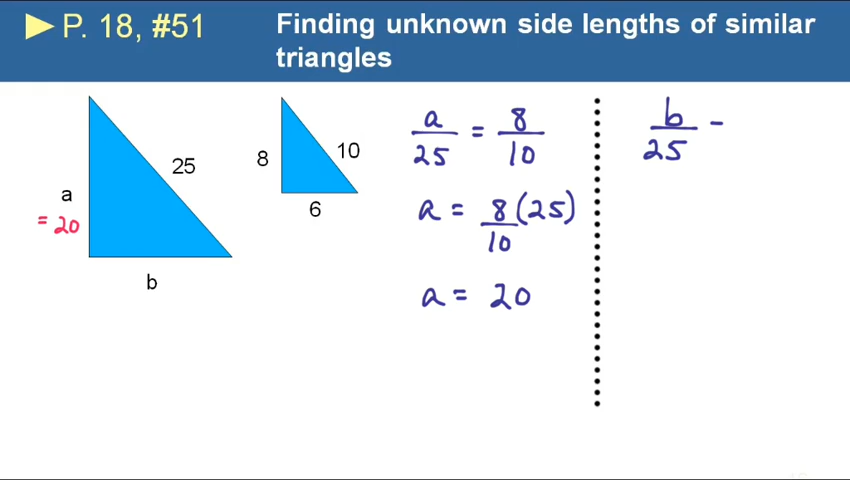 ► P. 18, #51
Finding unknown side lengths of similar
triangles
25
a
= 20
b
8
10
6
a/25 = 8/10
a = 8/10 (25)
a = 20
b/25 =